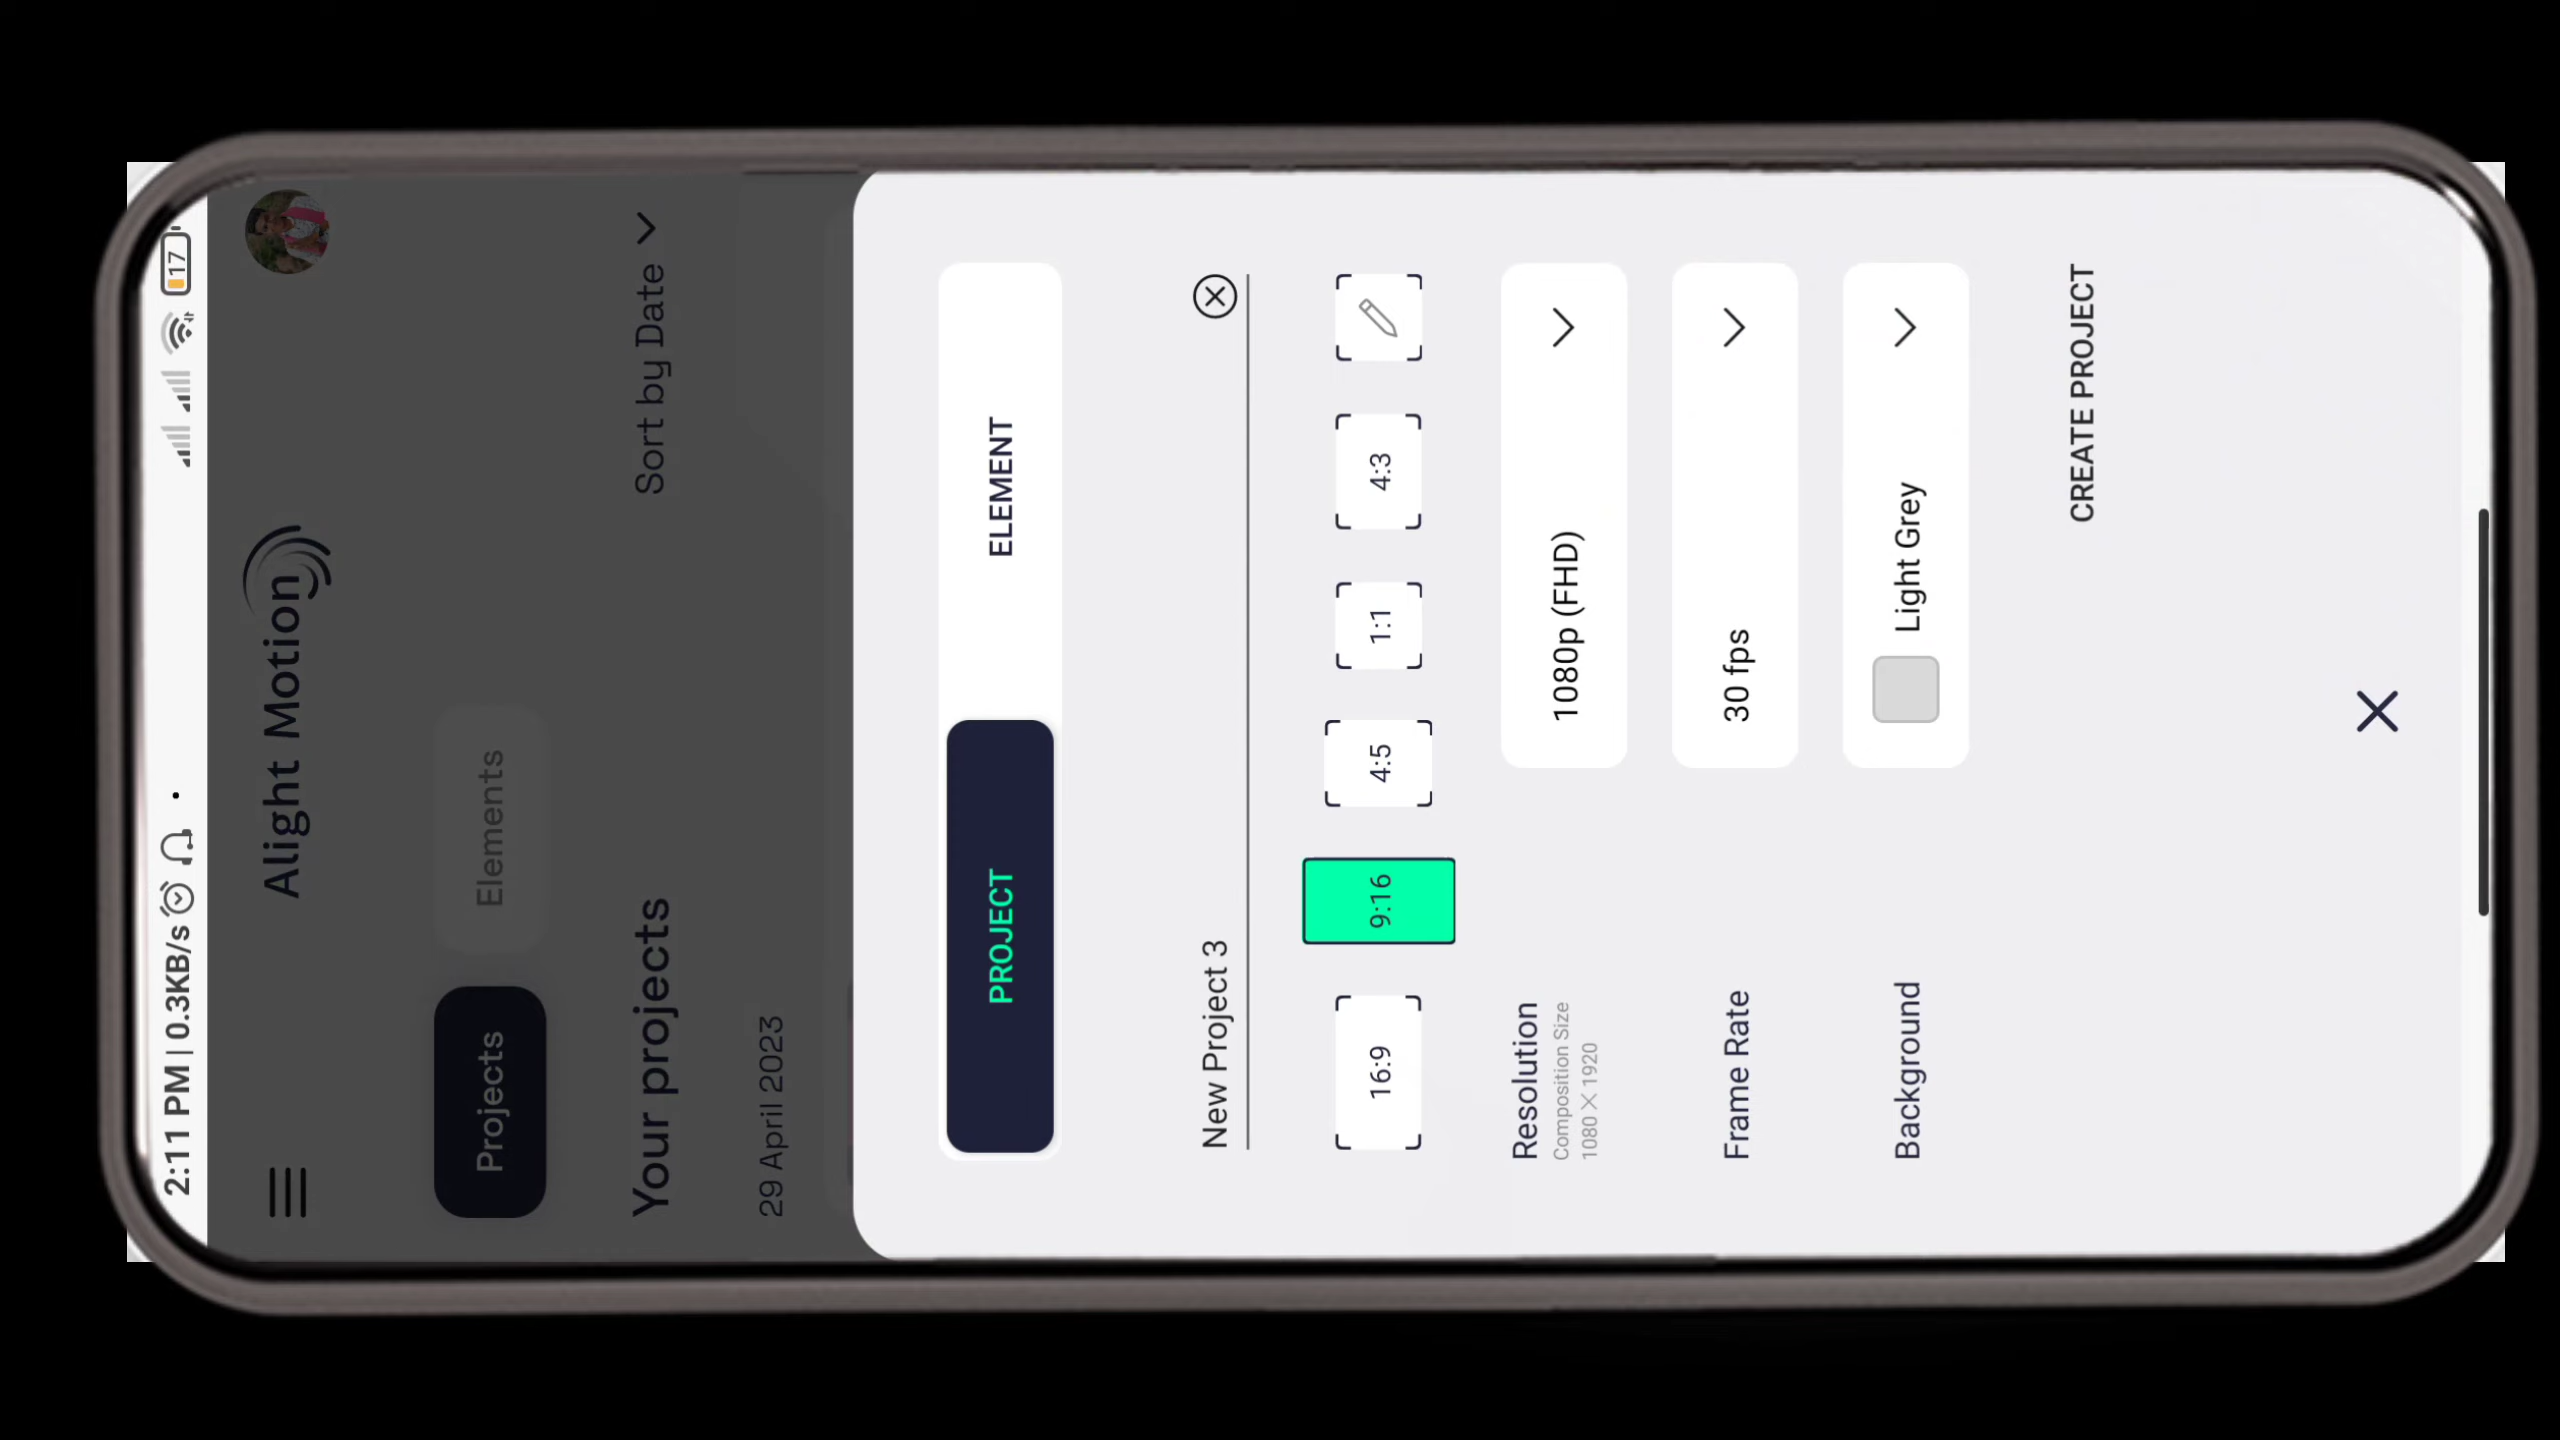 2:11 PM | 0.3KB/s
17
Alight Motion
Projects
Elements
Your projects
Sort by Date
29 April 2023
PROJECT
ELEMENT
New Project 3
16:9
9:16
4:5
1:1
4:3
Resolution
Composition Size
1080 × 1920
1080p (FHD)
Frame Rate
30 fps
Background
Light Grey
CREATE PROJECT